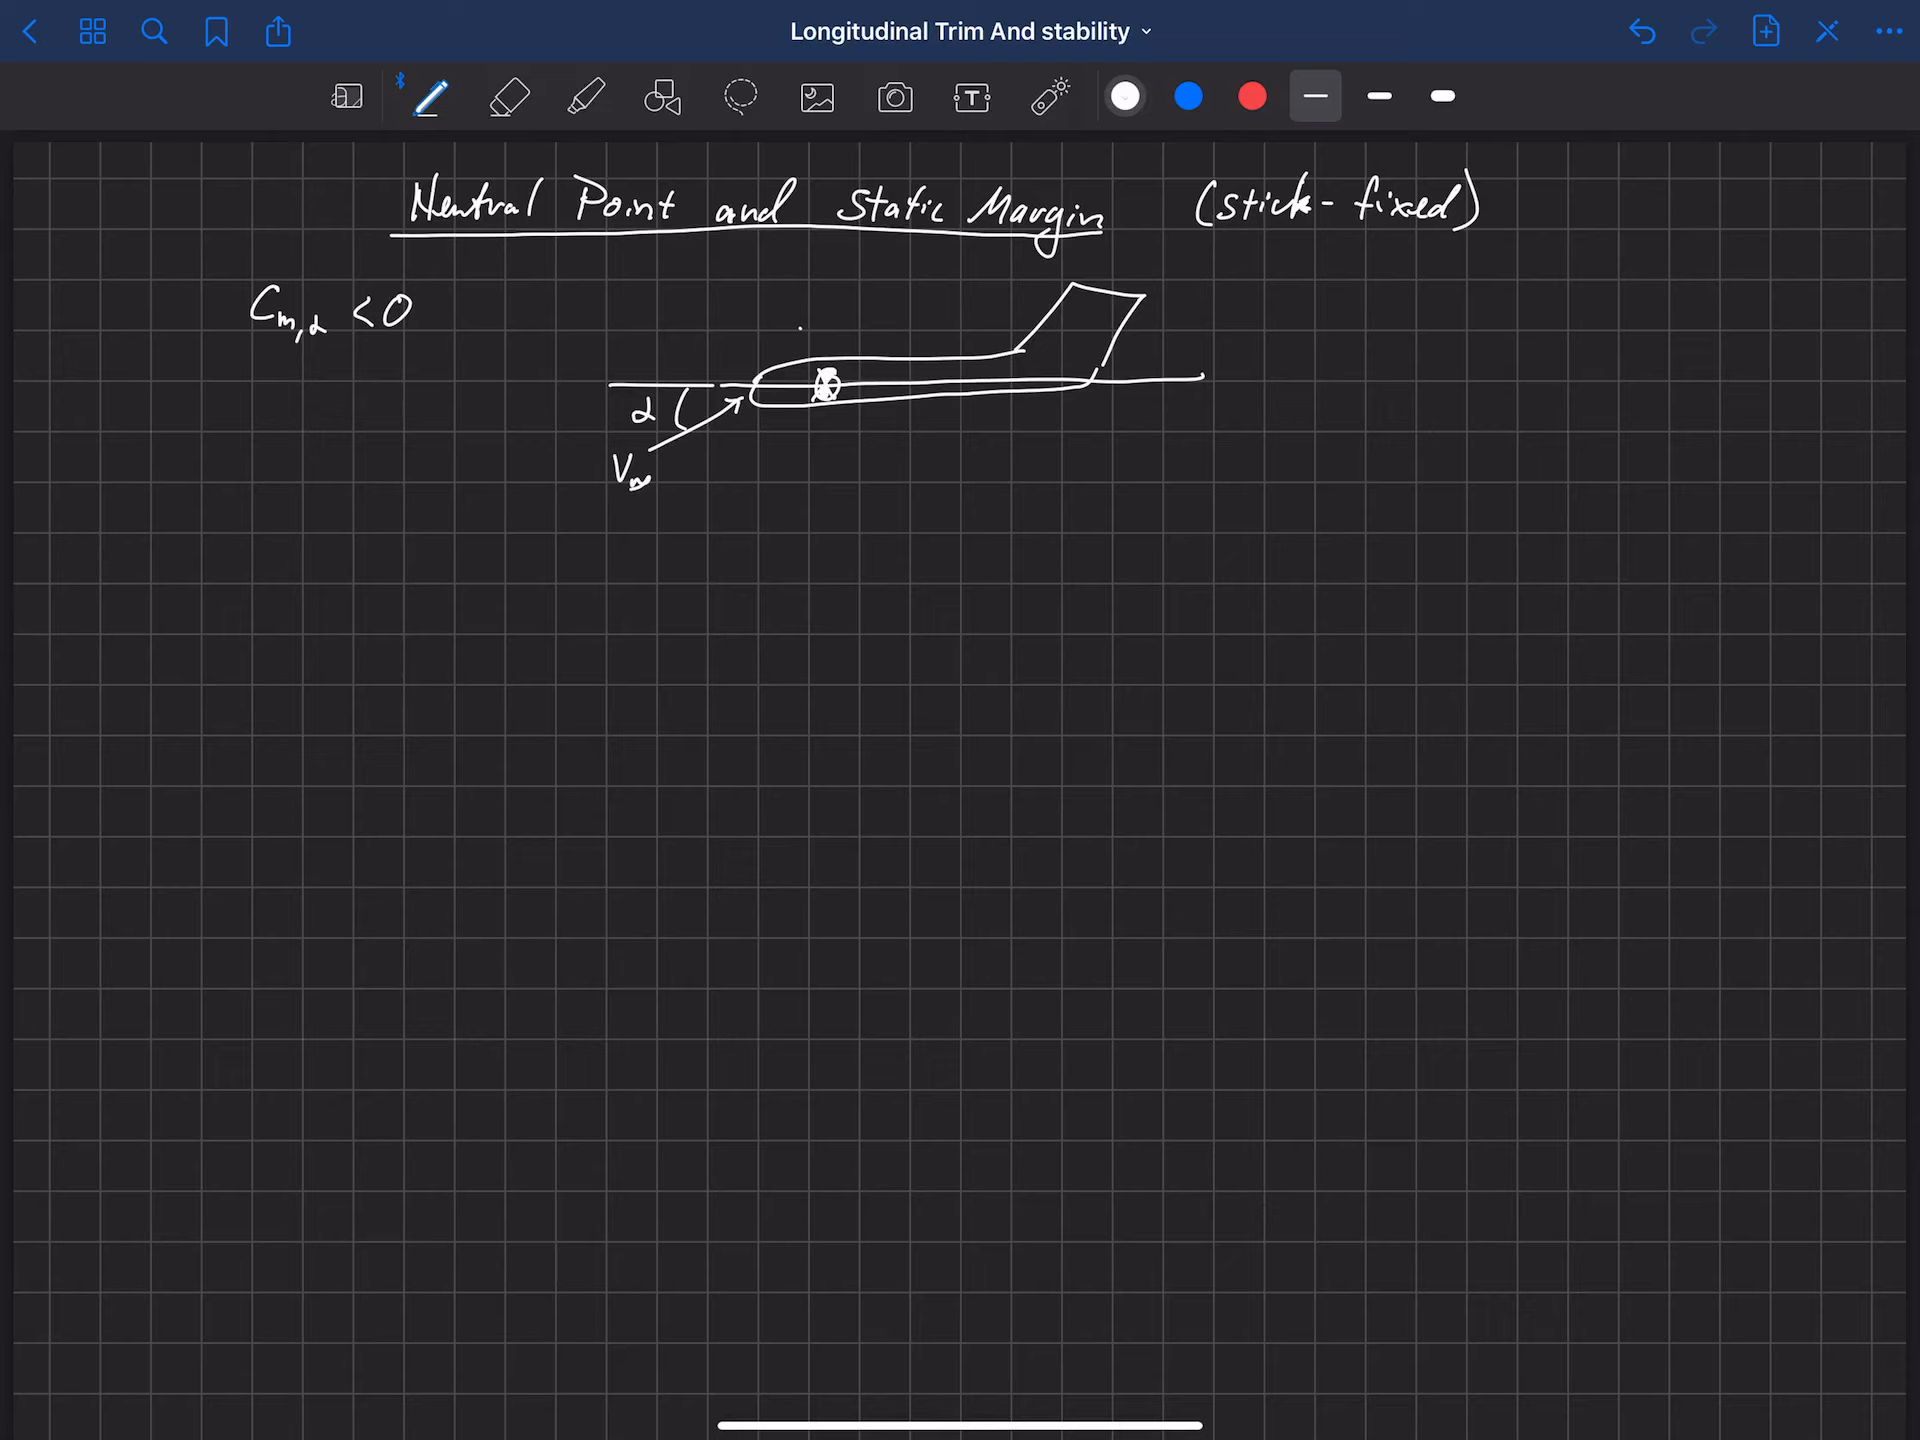 Longitudinal Trim And stability
Neutral Point and Static Margin (stick-fixed)
Cm,α <0
α
V∞